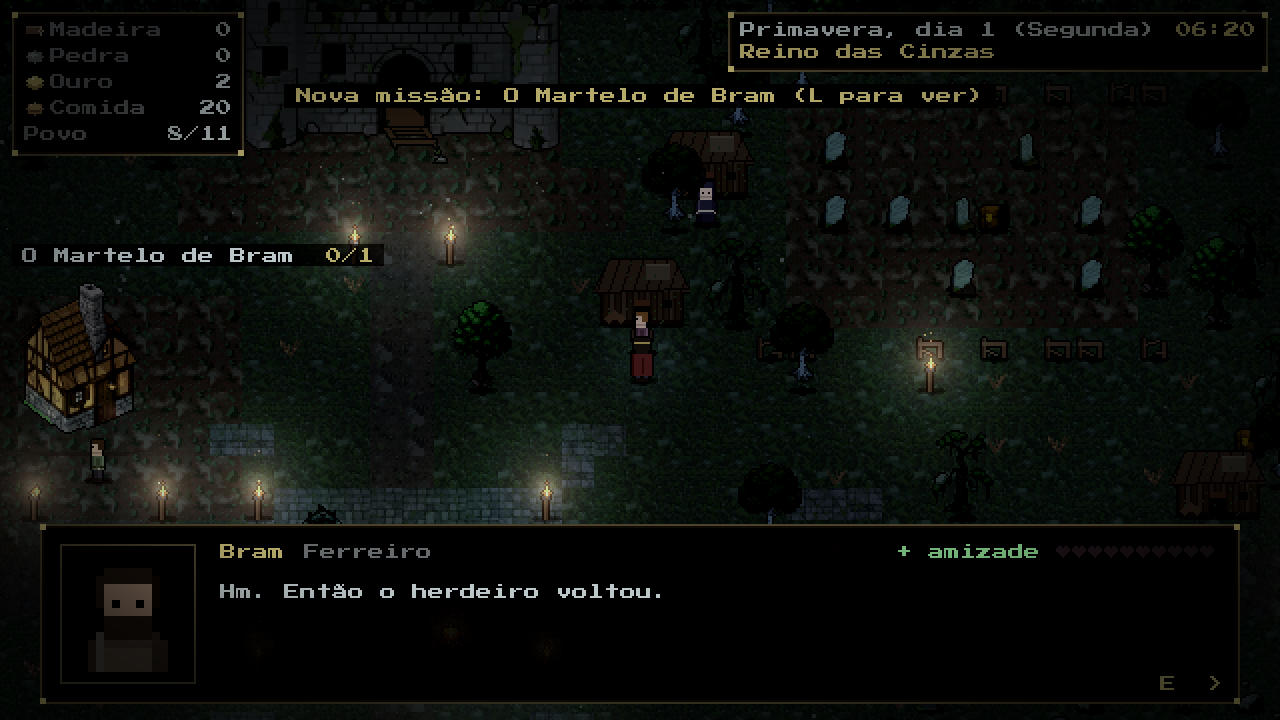 Madeira 0
Pedra 0
Ouro 2
Comida 20
Povo 8/11
Primavera, dia 1 (Segunda) 06:20
Reino das Cinzas
Nova missão: O Martelo de Bram (L para ver)
O Martelo de Bram 0/1
Bram Ferreiro + amizade
Hm. Então o herdeiro voltou.
E >